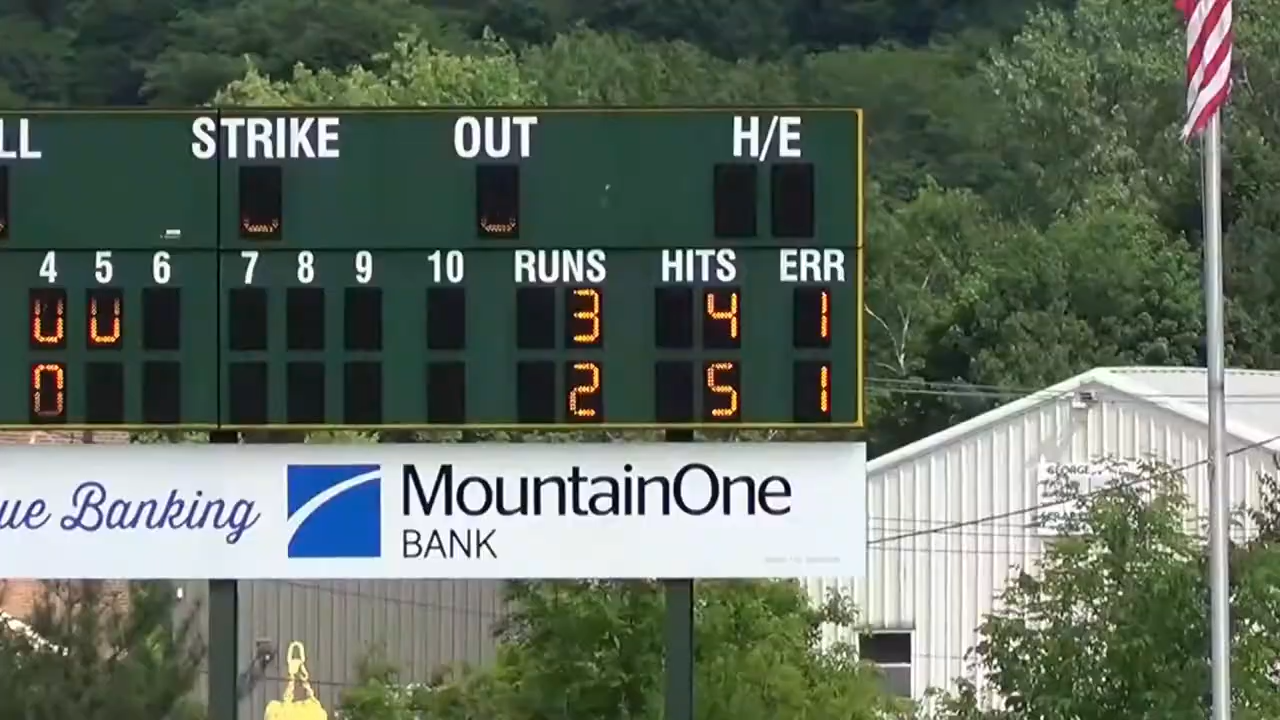 LL STRIKE OUT H/E
4 5 6 7 8 9 10 RUNS HITS ERR
0 0 3 4 1
0 2 5 1
ue Banking MountainOne
BANK
GEORGE